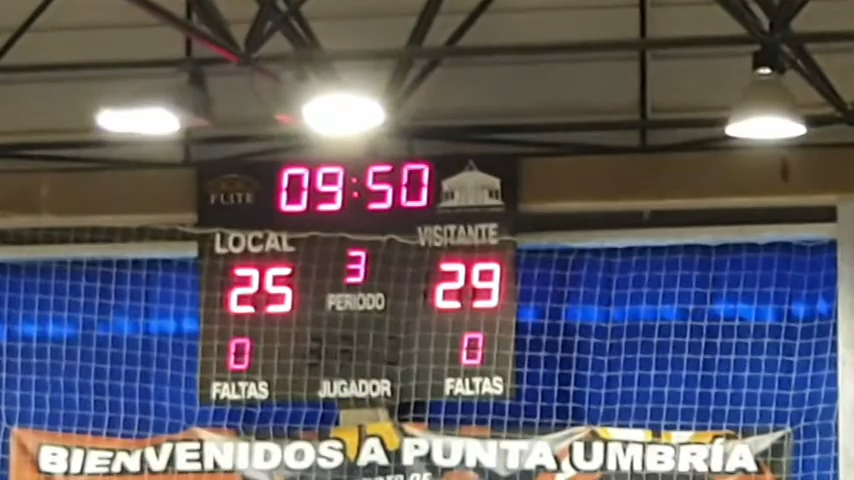 ELITE
09:50
LOCAL
VISITANTE
25
3
29
PERIODO
0
0
FALTAS
JUGADOR
FALTAS
BIENVENIDOS A PUNTA UMBRÍA